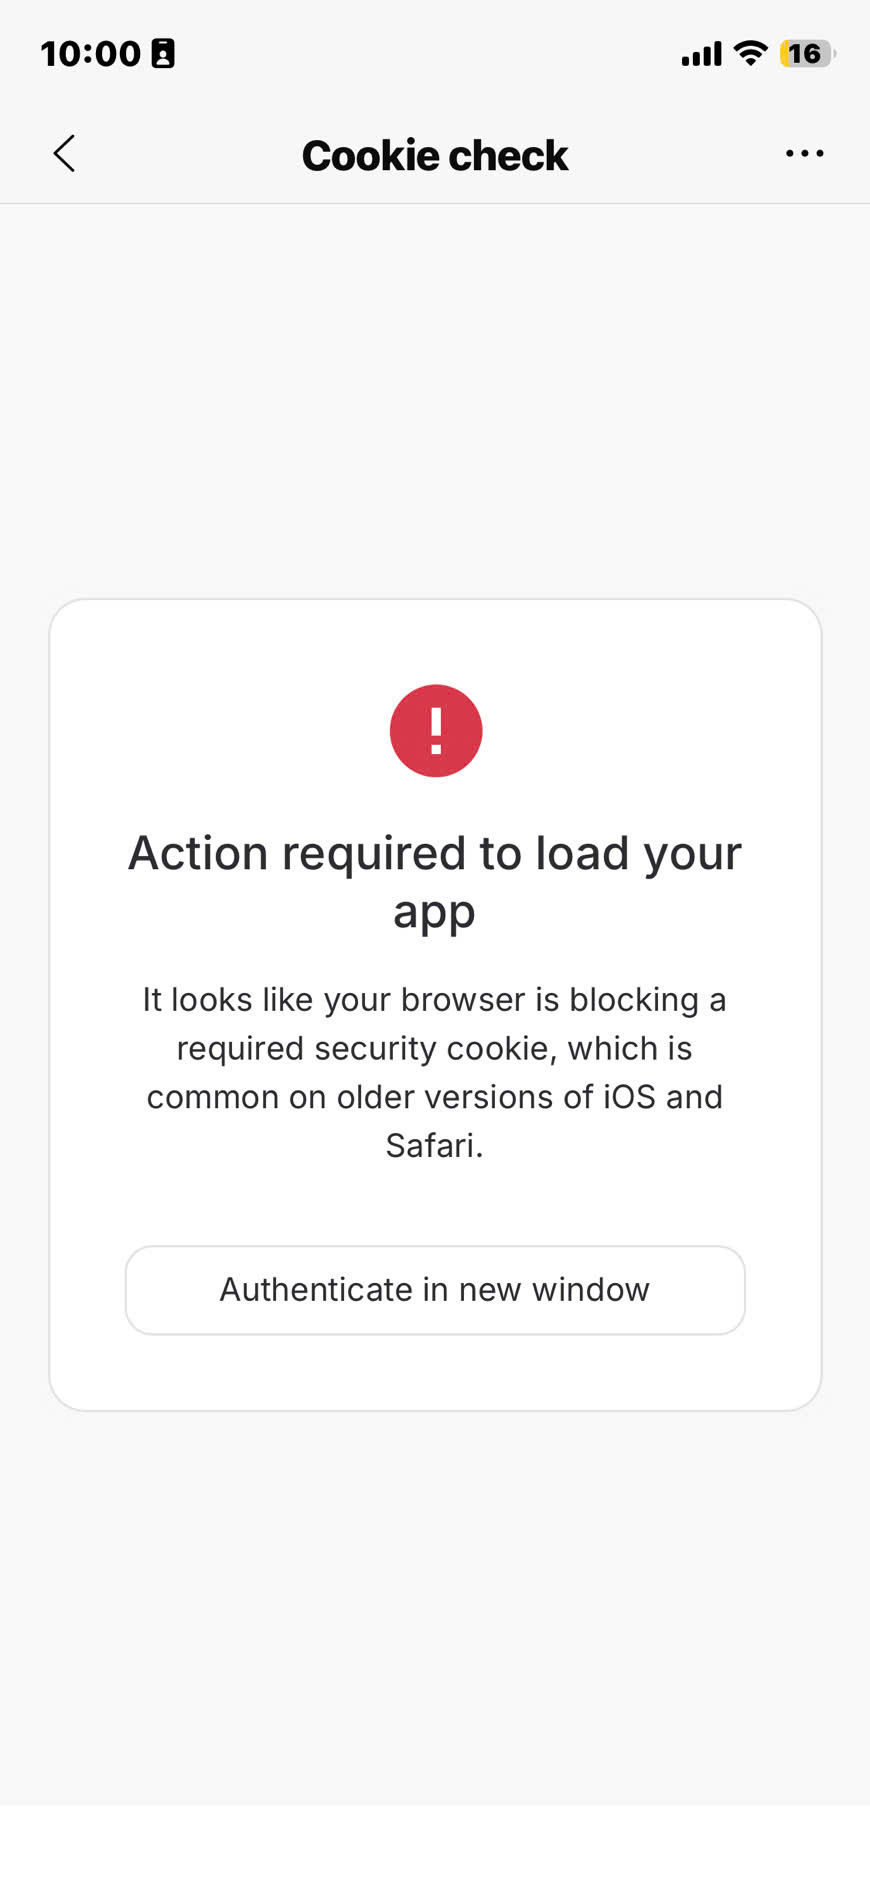 10:00
16
Cookie check
Action required to load your
app
It looks like your browser is blocking a
required security cookie, which is
common on older versions of iOS and
Safari.
Authenticate in new window